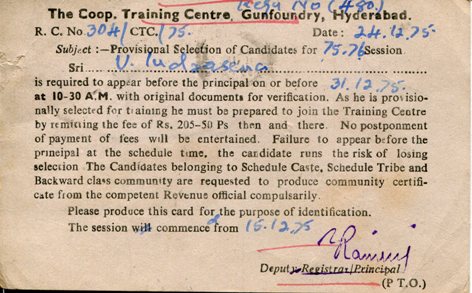 Regn No (480)
The Coop. Training Centre, Gunfoundry, Hyderabad.
R. C. No. 304/CTC./75. Date : 24.12.75
Subject :—Provisional Selection of Candidates for 75.76 Session.
Sri V.
is required to appear before the principal on or before 31.12.75.
at 10-30 A.M. with original documents for verification. As he is provisio-
nally selected for training he must be prepared to join the Training Centre
by remitting the fee of Rs. 205-50 Ps then and there. No postponment
of payment of fees will be entertained. Failure to appear before the
principal at the schedule time, the candidate runs the risk of losing
selection The Candidates belonging to Schedule Caste, Schedule Tribe and
Backward class community are requested to produce community certifi-
cate from the competent Revenue official compulsarily.
Please produce this card for the purpose of identification.
The session will commence from 15.12.75
Deputy Registrar/Principal
(P T O.)